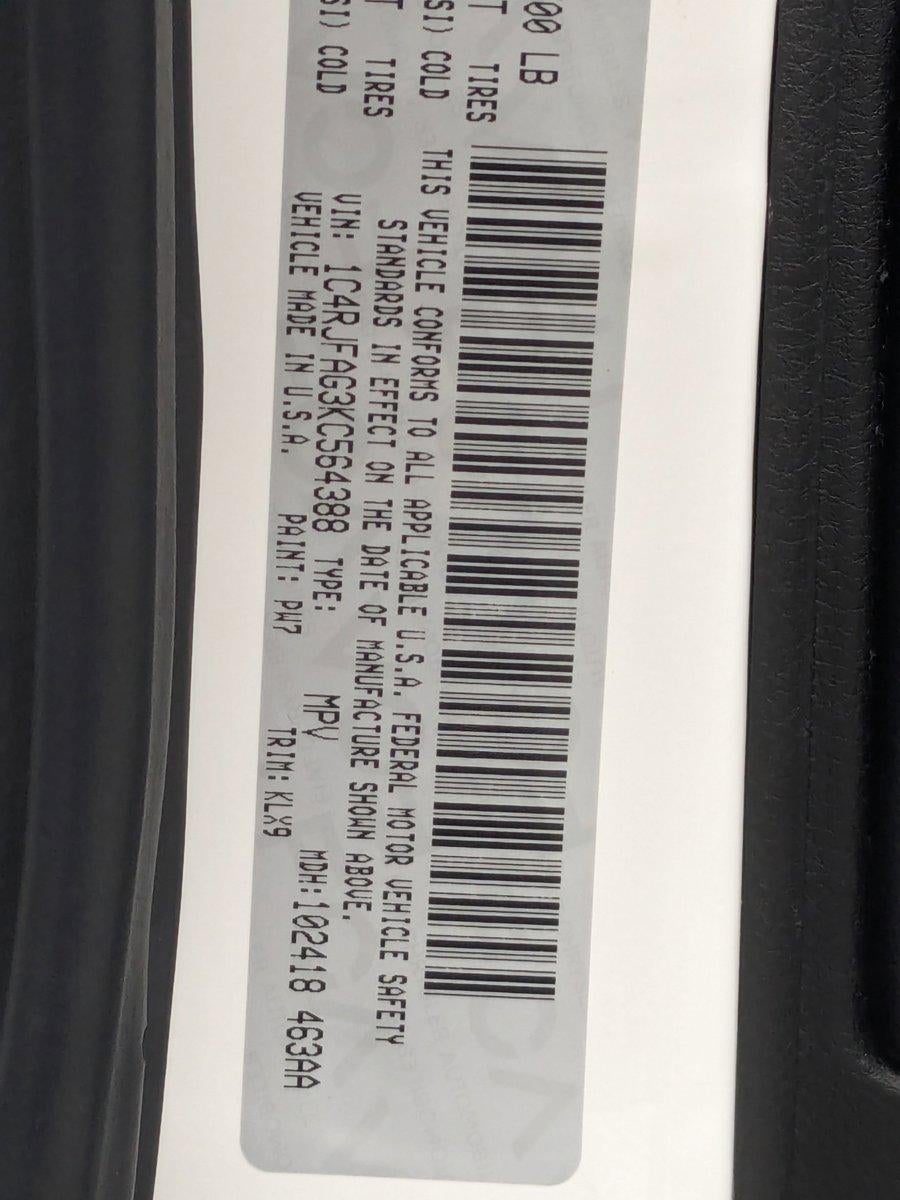 00 LB
T TIRES
SI) COLD
T TIRES
SI) COLD
THIS VEHICLE CONFORMS TO ALL APPLICABLE U.S.A. FEDERAL MOTOR VEHICLE SAFETY
STANDARDS IN EFFECT ON THE DATE OF MANUFACTURE SHOWN ABOVE.
VIN: 1C4RJFAG3KC564388 TYPE: MPV MDH:102418 463AA
VEHICLE MADE IN U.S.A. PAINT: PW7 TRIM: KLX9